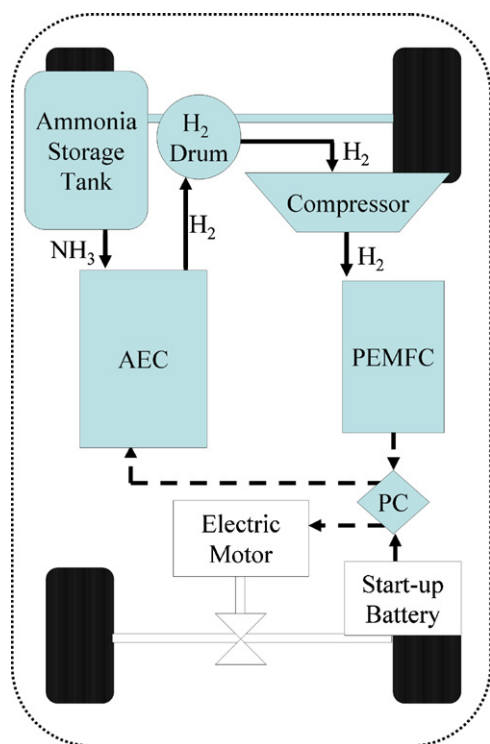 Ammonia
Storage
Tank
H₂
Drum
H₂
Compressor
NH₃
H₂
H₂
AEC
PEMFC
PC
Electric
Motor
Start-up
Battery